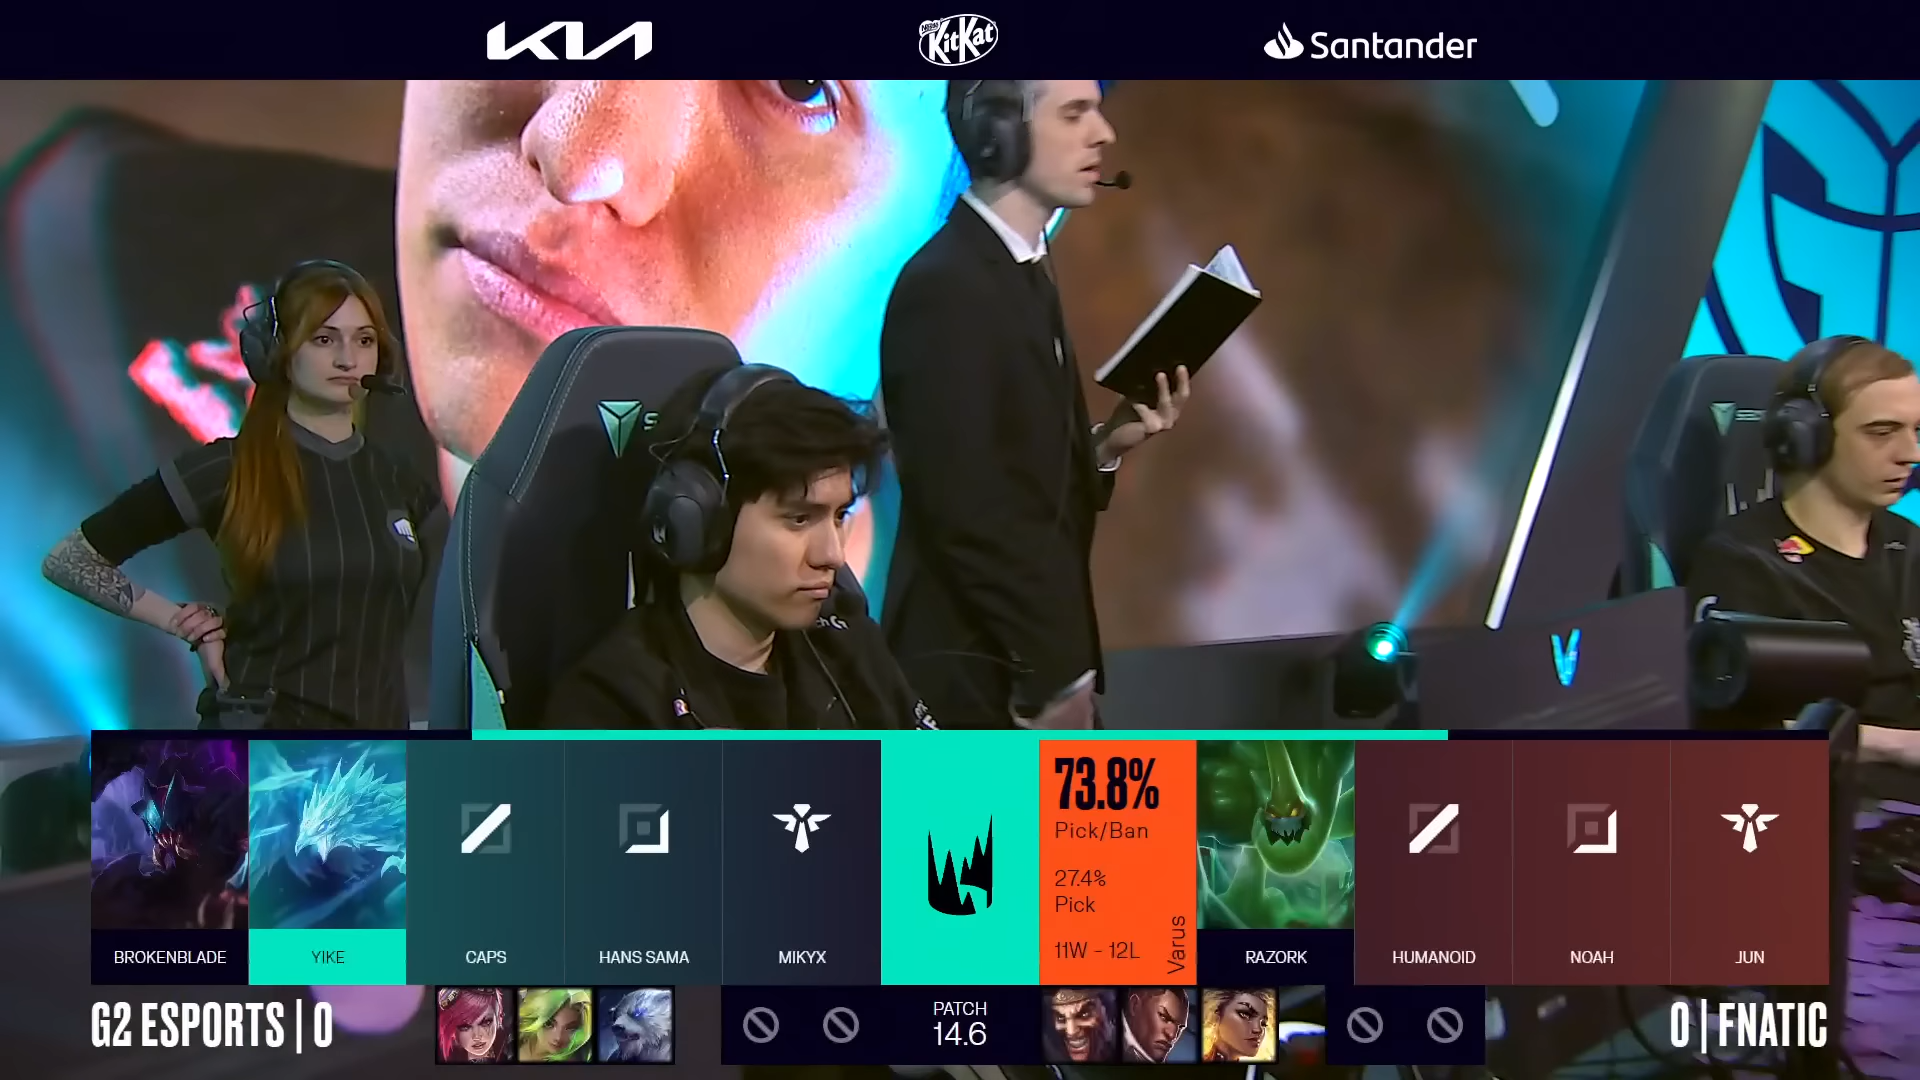 KIA
NESTLE KitKat
Santander
73.8%
Pick/Ban
27.4%
Pick
11W - 12L
Varus
BROKENBLADE
YIKE
CAPS
HANS SAMA
MIKYX
RAZORK
HUMANOID
NOAH
JUN
G2 ESPORTS | 0
PATCH
14.6
0 | FNATIC